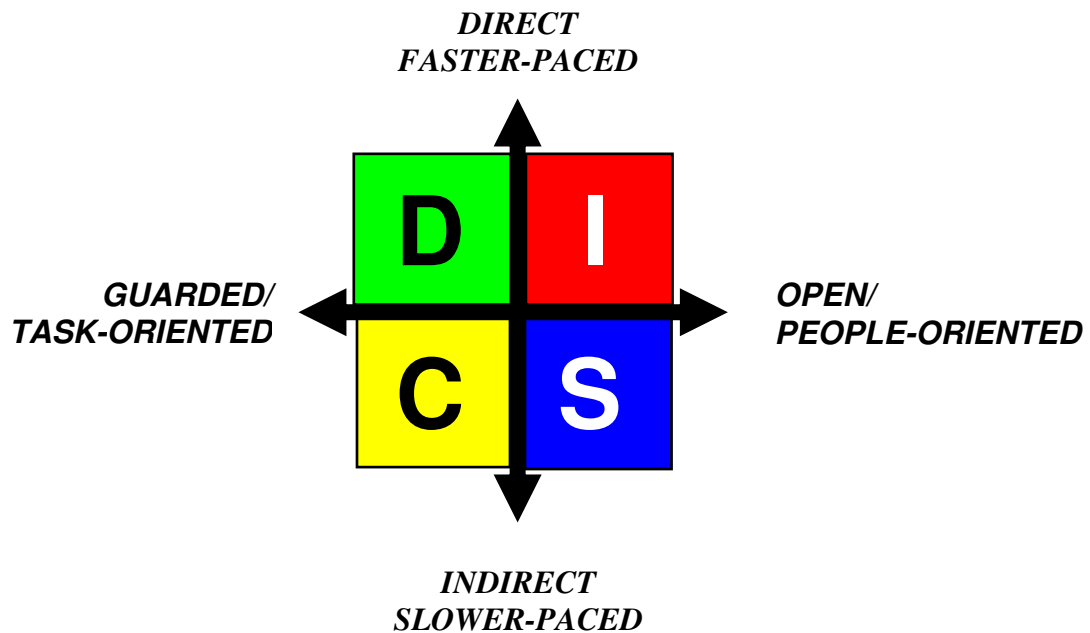 DIRECT
FASTER-PACED
D I
GUARDED/
TASK-ORIENTED
OPEN/
PEOPLE-ORIENTED
C S
INDIRECT
SLOWER-PACED